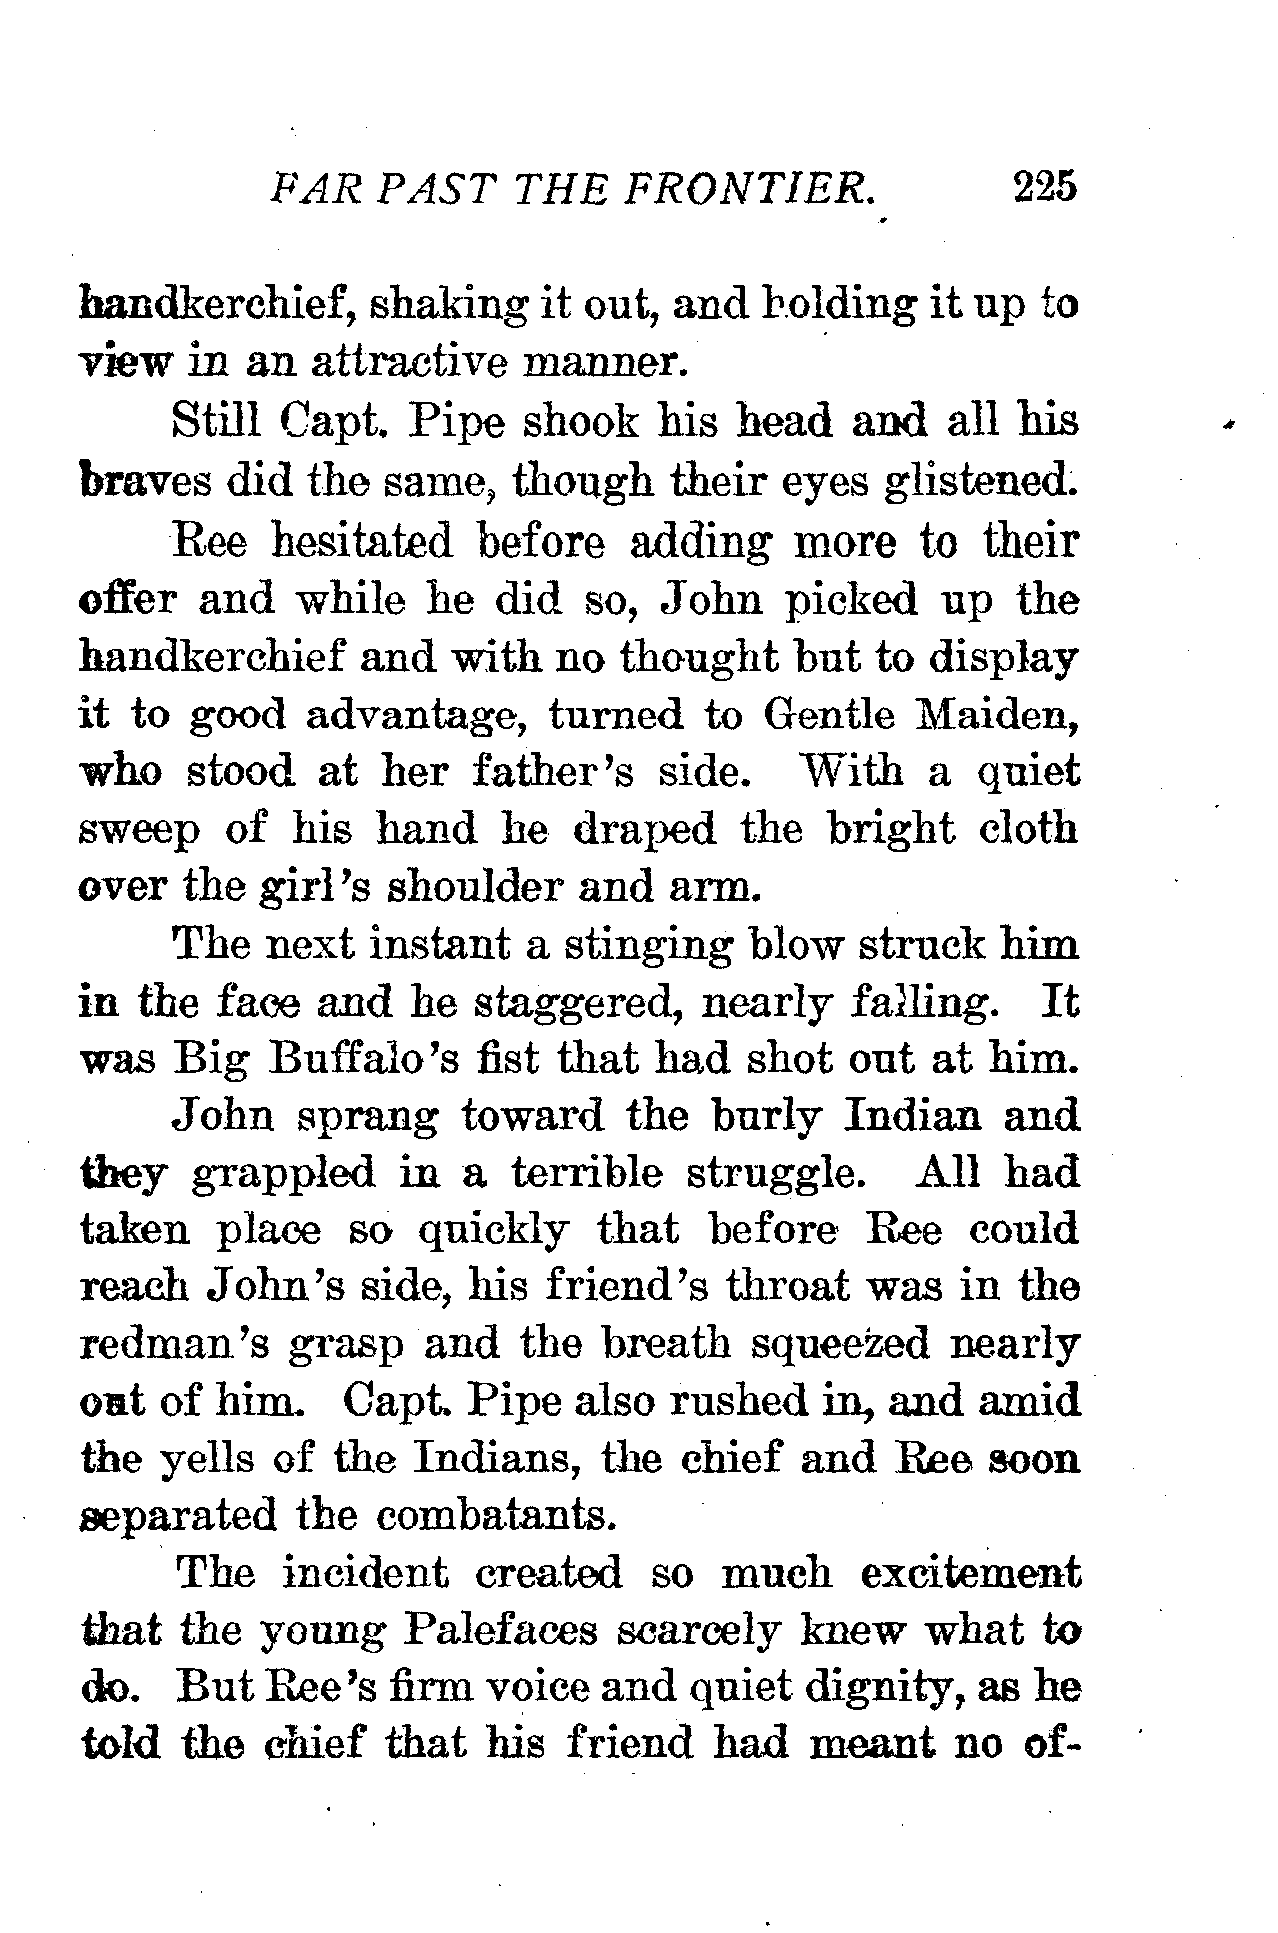 FAR PAST THE FRONTIER. 225
handkerchief, shaking it out, and holding it up to
view in an attractive manner.
Still Capt. Pipe shook his head and all his
braves did the same, though their eyes glistened.
Ree hesitated before adding more to their
offer and while he did so, John picked up the
handkerchief and with no thought but to display
it to good advantage, turned to Gentle Maiden,
who stood at her father's side. With a quiet
sweep of his hand he draped the bright cloth
over the girl's shoulder and arm.
The next instant a stinging blow struck him
in the face and he staggered, nearly falling. It
was Big Buffalo's fist that had shot out at him.
John sprang toward the burly Indian and
they grappled in a terrible struggle. All had
taken place so quickly that before Ree could
reach John's side, his friend's throat was in the
redman's grasp and the breath squeezed nearly
out of him. Capt. Pipe also rushed in, and amid
the yells of the Indians, the chief and Ree soon
separated the combatants.
The incident created so much excitement
that the young Palefaces scarcely knew what to
do. But Ree's firm voice and quiet dignity, as he
told the chief that his friend had meant no of-